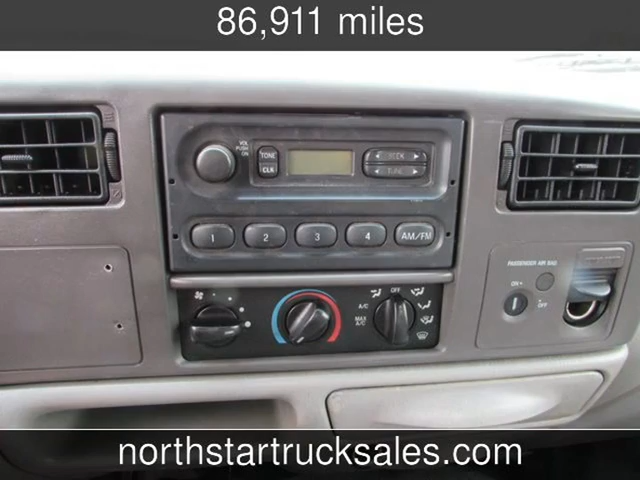 86,911 miles
VOL
PUSH
ON
TONE
CLK
SEEK
TUNE
1 2 3 4 AM/FM
OFF
A/C
MAX
A/C
PASSENGER AIR BAG
ON
OFF
northstartrucksales.com